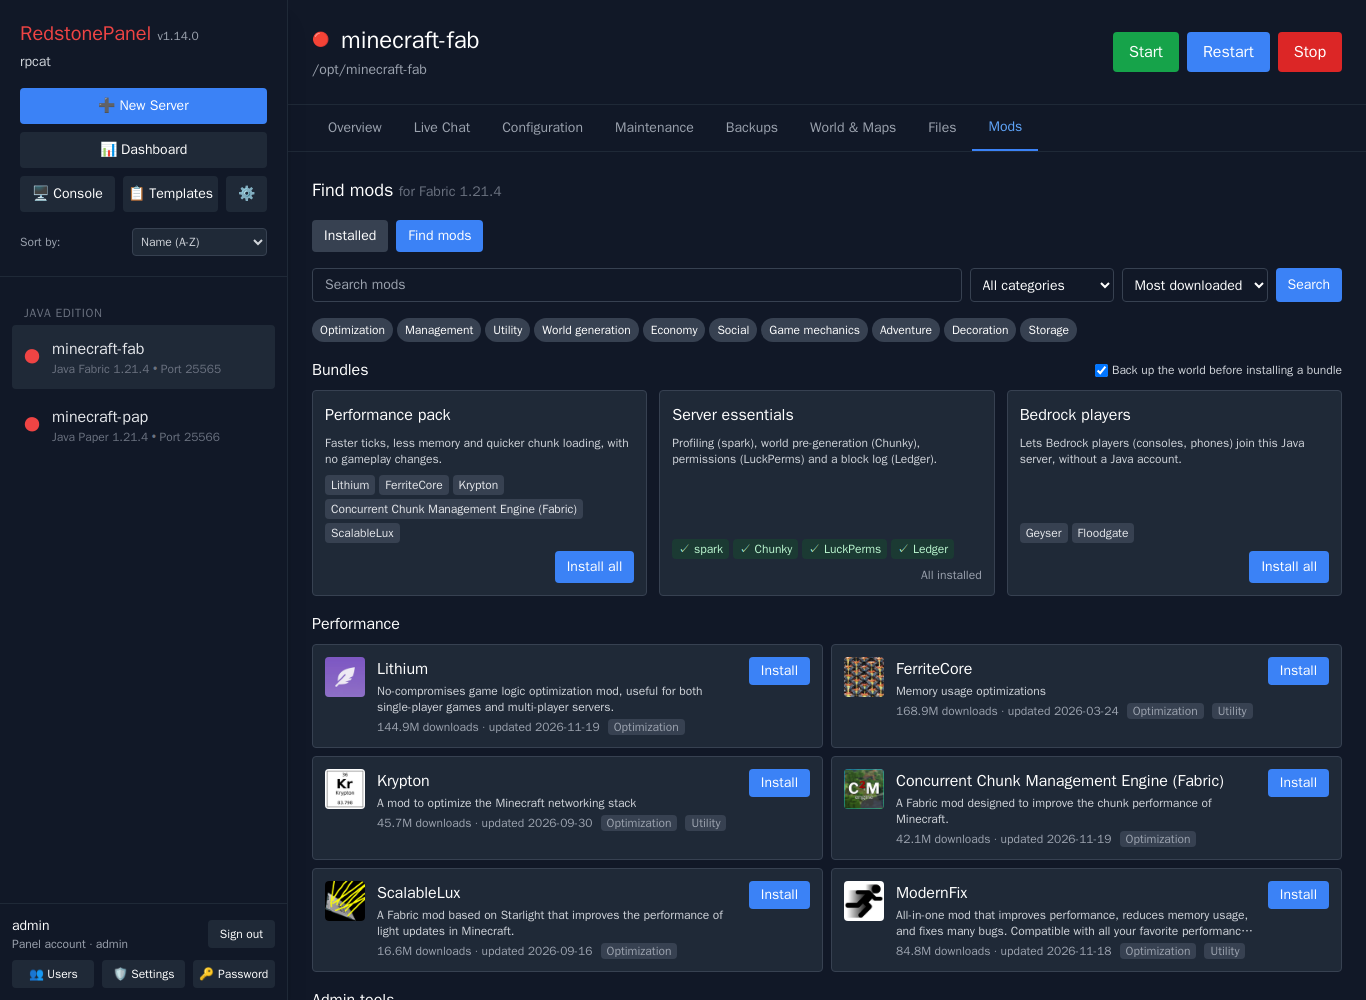 RedstonePanel v1.14.0
rpcat
➕ New Server
📊 Dashboard
🖥️ Console
📋 Templates
⚙️
Sort by:
Name (A-Z)
JAVA EDITION
minecraft-fab
Java Fabric 1.21.4 • Port 25565
minecraft-pap
Java Paper 1.21.4 • Port 25566
admin
Panel account · admin
Sign out
👥 Users
🛡️ Settings
🔑 Password
minecraft-fab
/opt/minecraft-fab
Start
Restart
Stop
Overview
Live Chat
Configuration
Maintenance
Backups
World & Maps
Files
Mods
Find mods for Fabric 1.21.4
Installed
Find mods
Search mods
All categories
Most downloaded
Search
Optimization
Management
Utility
World generation
Economy
Social
Game mechanics
Adventure
Decoration
Storage
Bundles
Back up the world before installing a bundle
Performance pack
Faster ticks, less memory and quicker chunk loading, with
no gameplay changes.
Lithium
FerriteCore
Krypton
Concurrent Chunk Management Engine (Fabric)
ScalableLux
Install all
Server essentials
Profiling (spark), world pre-generation (Chunky),
permissions (LuckPerms) and a block log (Ledger).
✓ spark
✓ Chunky
✓ LuckPerms
✓ Ledger
All installed
Bedrock players
Lets Bedrock players (consoles, phones) join this Java
server, without a Java account.
Geyser
Floodgate
Install all
Performance
Lithium
Install
No-compromises game logic optimization mod, useful for both
single-player games and multi-player servers.
144.9M downloads · updated 2026-11-19 Optimization
FerriteCore
Install
Memory usage optimizations
168.9M downloads · updated 2026-03-24 Optimization Utility
Kr
Krypton
Krypton
Install
A mod to optimize the Minecraft networking stack
45.7M downloads · updated 2026-09-30 Optimization Utility
Concurrent Chunk Management Engine (Fabric)
Install
A Fabric mod designed to improve the chunk performance of
Minecraft.
42.1M downloads · updated 2026-11-19 Optimization
ScalableLux
Install
A Fabric mod based on Starlight that improves the performance of
light updates in Minecraft.
16.6M downloads · updated 2026-09-16 Optimization
ModernFix
Install
All-in-one mod that improves performance, reduces memory usage,
and fixes many bugs. Compatible with all your favorite performanc…
84.8M downloads · updated 2026-11-18 Optimization Utility
Admin tools